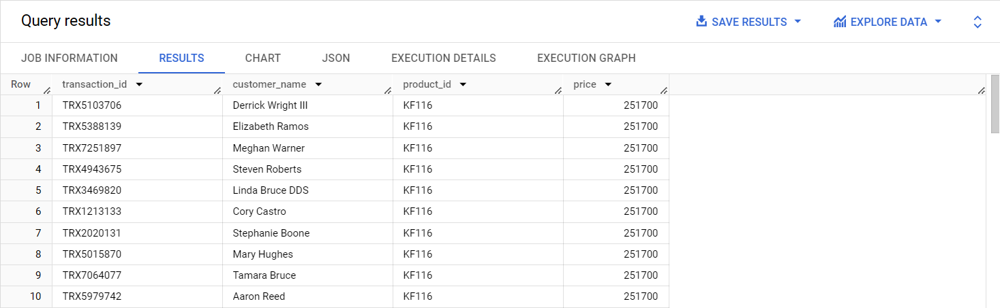 Query results SAVE RESULTS EXPLORE DATA
JOB INFORMATION RESULTS CHART JSON EXECUTION DETAILS EXECUTION GRAPH
Row transaction_id customer_name product_id price
1 TRX5103706 Derrick Wright III KF116 251700
2 TRX5388139 Elizabeth Ramos KF116 251700
3 TRX7251897 Meghan Warner KF116 251700
4 TRX4943675 Steven Roberts KF116 251700
5 TRX3469820 Linda Bruce DDS KF116 251700
6 TRX1213133 Cory Castro KF116 251700
7 TRX2020131 Stephanie Boone KF116 251700
8 TRX5015870 Mary Hughes KF116 251700
9 TRX7064077 Tamara Bruce KF116 251700
10 TRX5979742 Aaron Reed KF116 251700